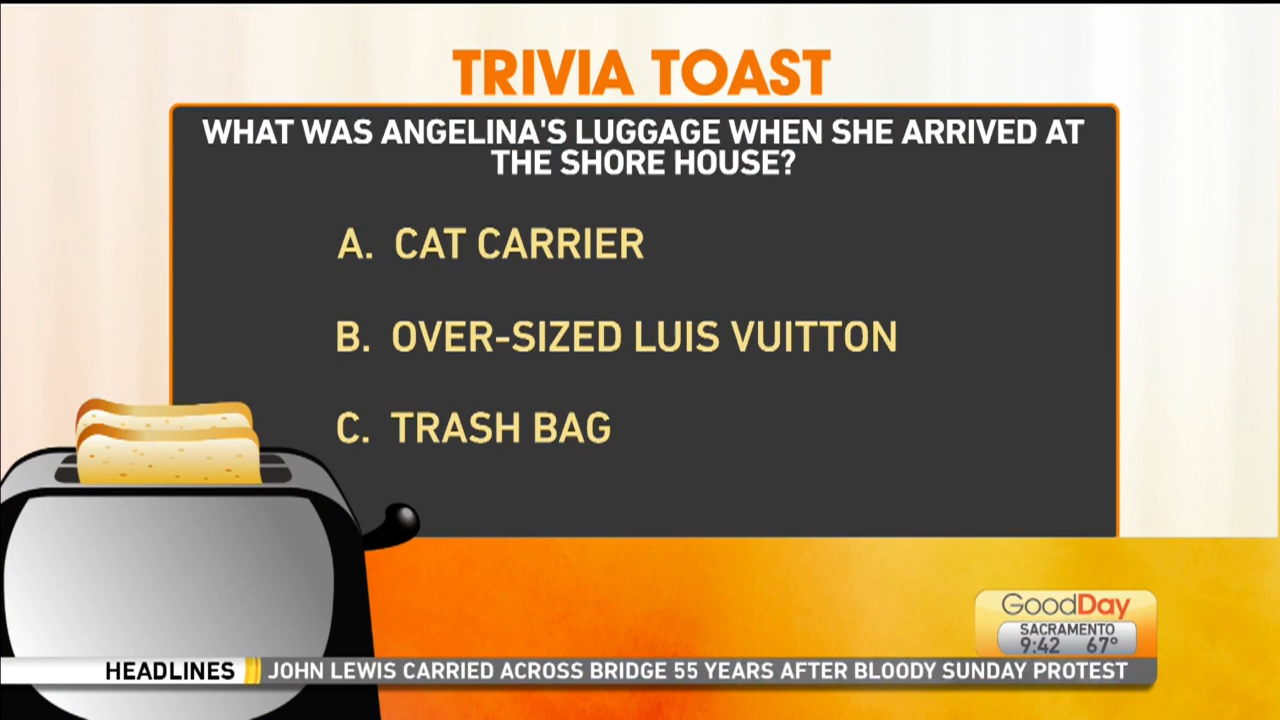 TRIVIA TOAST
WHAT WAS ANGELINA'S LUGGAGE WHEN SHE ARRIVED AT
THE SHORE HOUSE?
A. CAT CARRIER
B. OVER-SIZED LUIS VUITTON
C. TRASH BAG
GoodDay
SACRAMENTO
9:42 67°
HEADLINES JOHN LEWIS CARRIED ACROSS BRIDGE 55 YEARS AFTER BLOODY SUNDAY PROTEST